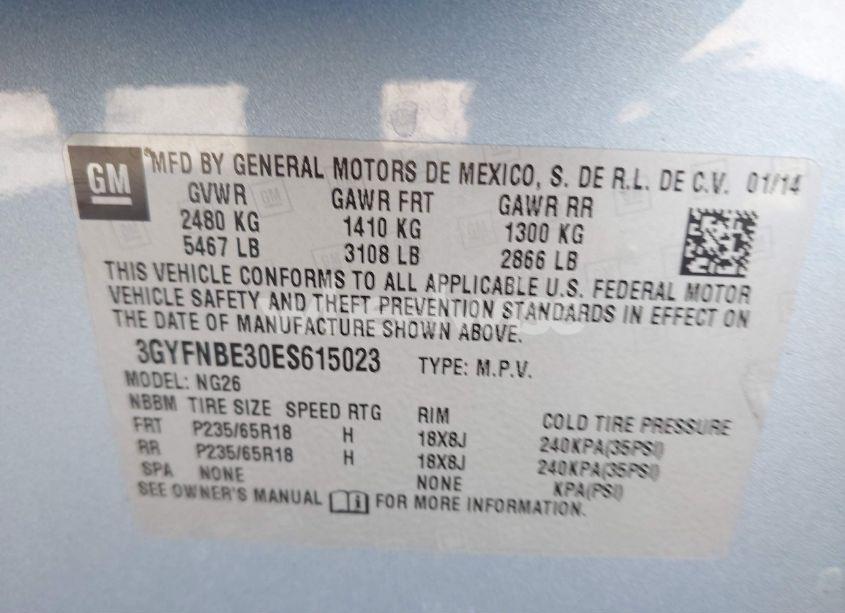 GM
MFD BY GENERAL MOTORS DE MEXICO, S. DE R.L. DE C.V. 01/14
GVWR GAWR FRT GAWR RR
2480 KG 1410 KG 1300 KG
5467 LB 3108 LB 2866 LB
THIS VEHICLE CONFORMS TO ALL APPLICABLE U.S. FEDERAL MOTOR
VEHICLE SAFETY AND THEFT PREVENTION STANDARDS IN EFFECT ON
THE DATE OF MANUFACTURE SHOWN ABOVE.
3GYFNBE30ES615023 TYPE: M.P.V.
MODEL: NG26
NBBM TIRE SIZE SPEED RTG RIM COLD TIRE PRESSURE
FRT P235/65R18 H 18X8J 240KPA(35PSI)
RR P235/65R18 H 18X8J 240KPA(35PSI)
SPA NONE NONE KPA(PSI)
SEE OWNER'S MANUAL FOR MORE INFORMATION.